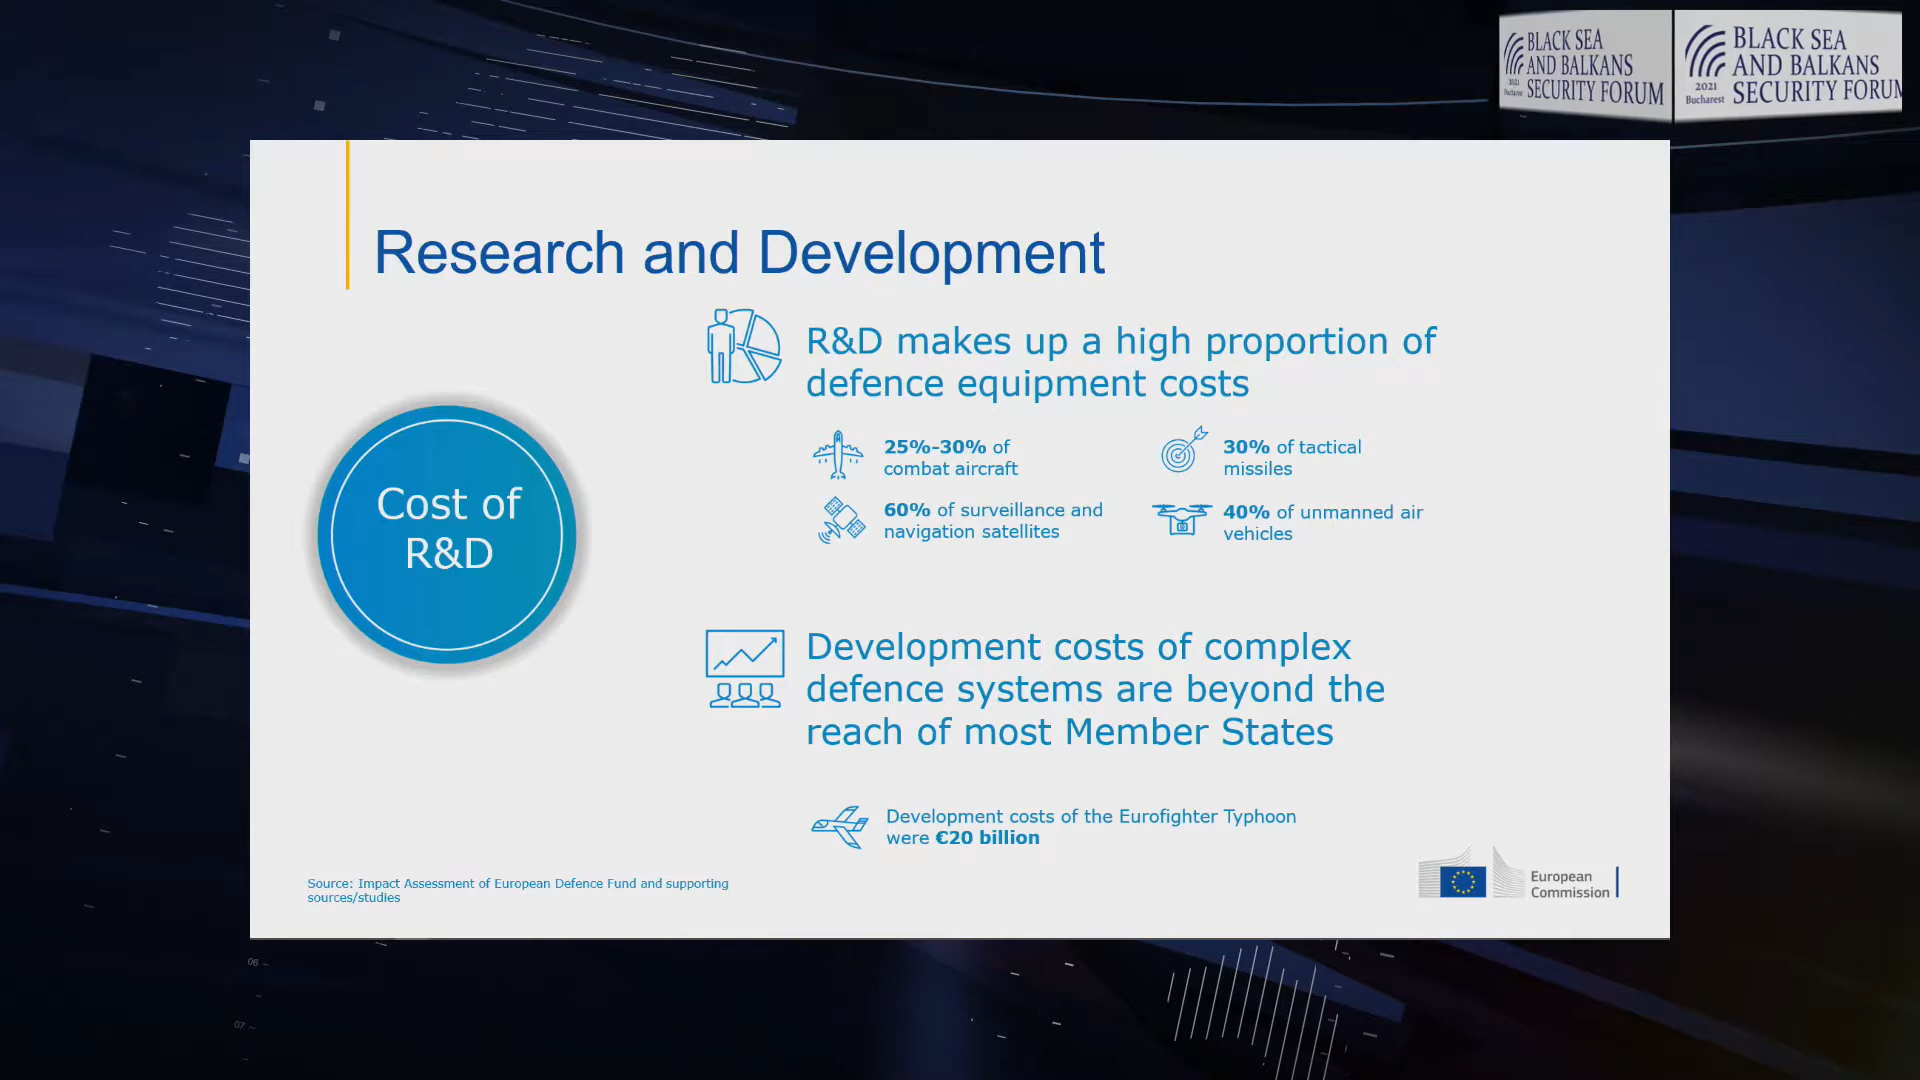 BLACK SEA
AND BALKANS
SECURITY FORUM
2021
Bucharest
BLACK SEA
AND BALKANS
SECURITY FORUM
2021
Bucharest
Research and Development
R&D makes up a high proportion of
defence equipment costs
25%-30% of
combat aircraft
30% of tactical
missiles
60% of surveillance and
navigation satellites
40% of unmanned air
vehicles
Cost of
R&D
Development costs of complex
defence systems are beyond the
reach of most Member States
Development costs of the Eurofighter Typhoon
were €20 billion
Source: Impact Assessment of European Defence Fund and supporting
sources/studies
European
Commission
06
07